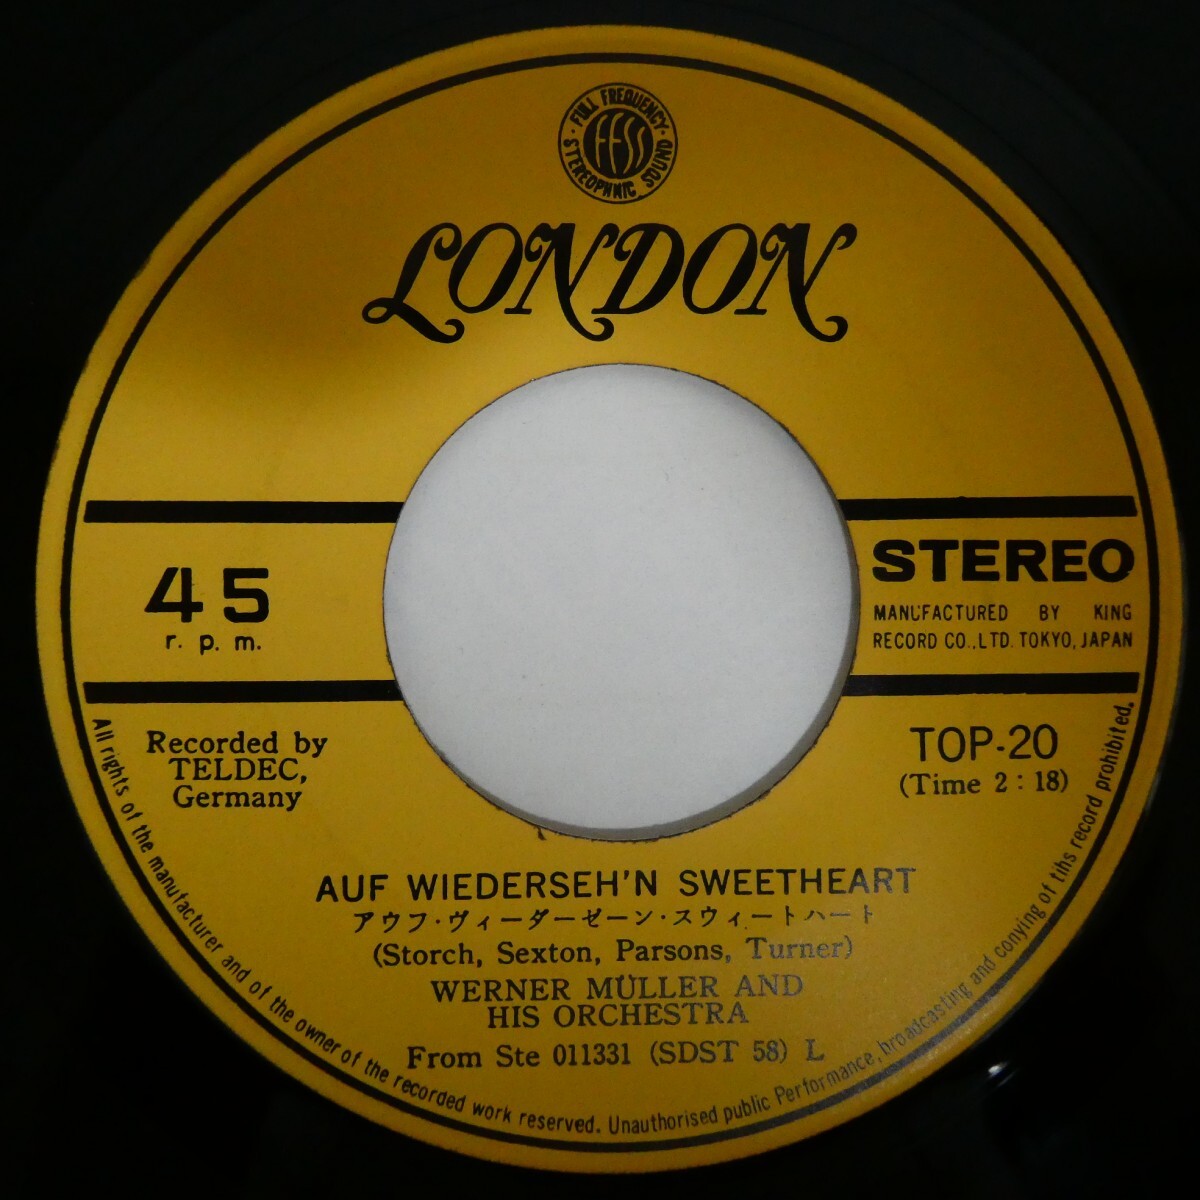 FULL FREQUENCY
FFSS
STEREOPHNIC SOUND
LONDON
45
r. p. m.
STEREO
MANUFACTURED BY KING
RECORD CO.,LTD. TOKYO, JAPAN
Recorded by
TELDEC,
Germany
TOP-20
(Time 2:18)
AUF WIEDERSEH'N SWEETHEART
アウフ・ヴィーダーゼーン・スウィートハート
(Storch, Sexton, Parsons, Turner)
WERNER MÜLLER AND
HIS ORCHESTRA
From Ste 011331 (SDST 58) L
All rights of the manufacturer and of the owner of the recorded work reserved. Unauthorised public Performance, broadcasting and conying of tihs record prohibited.